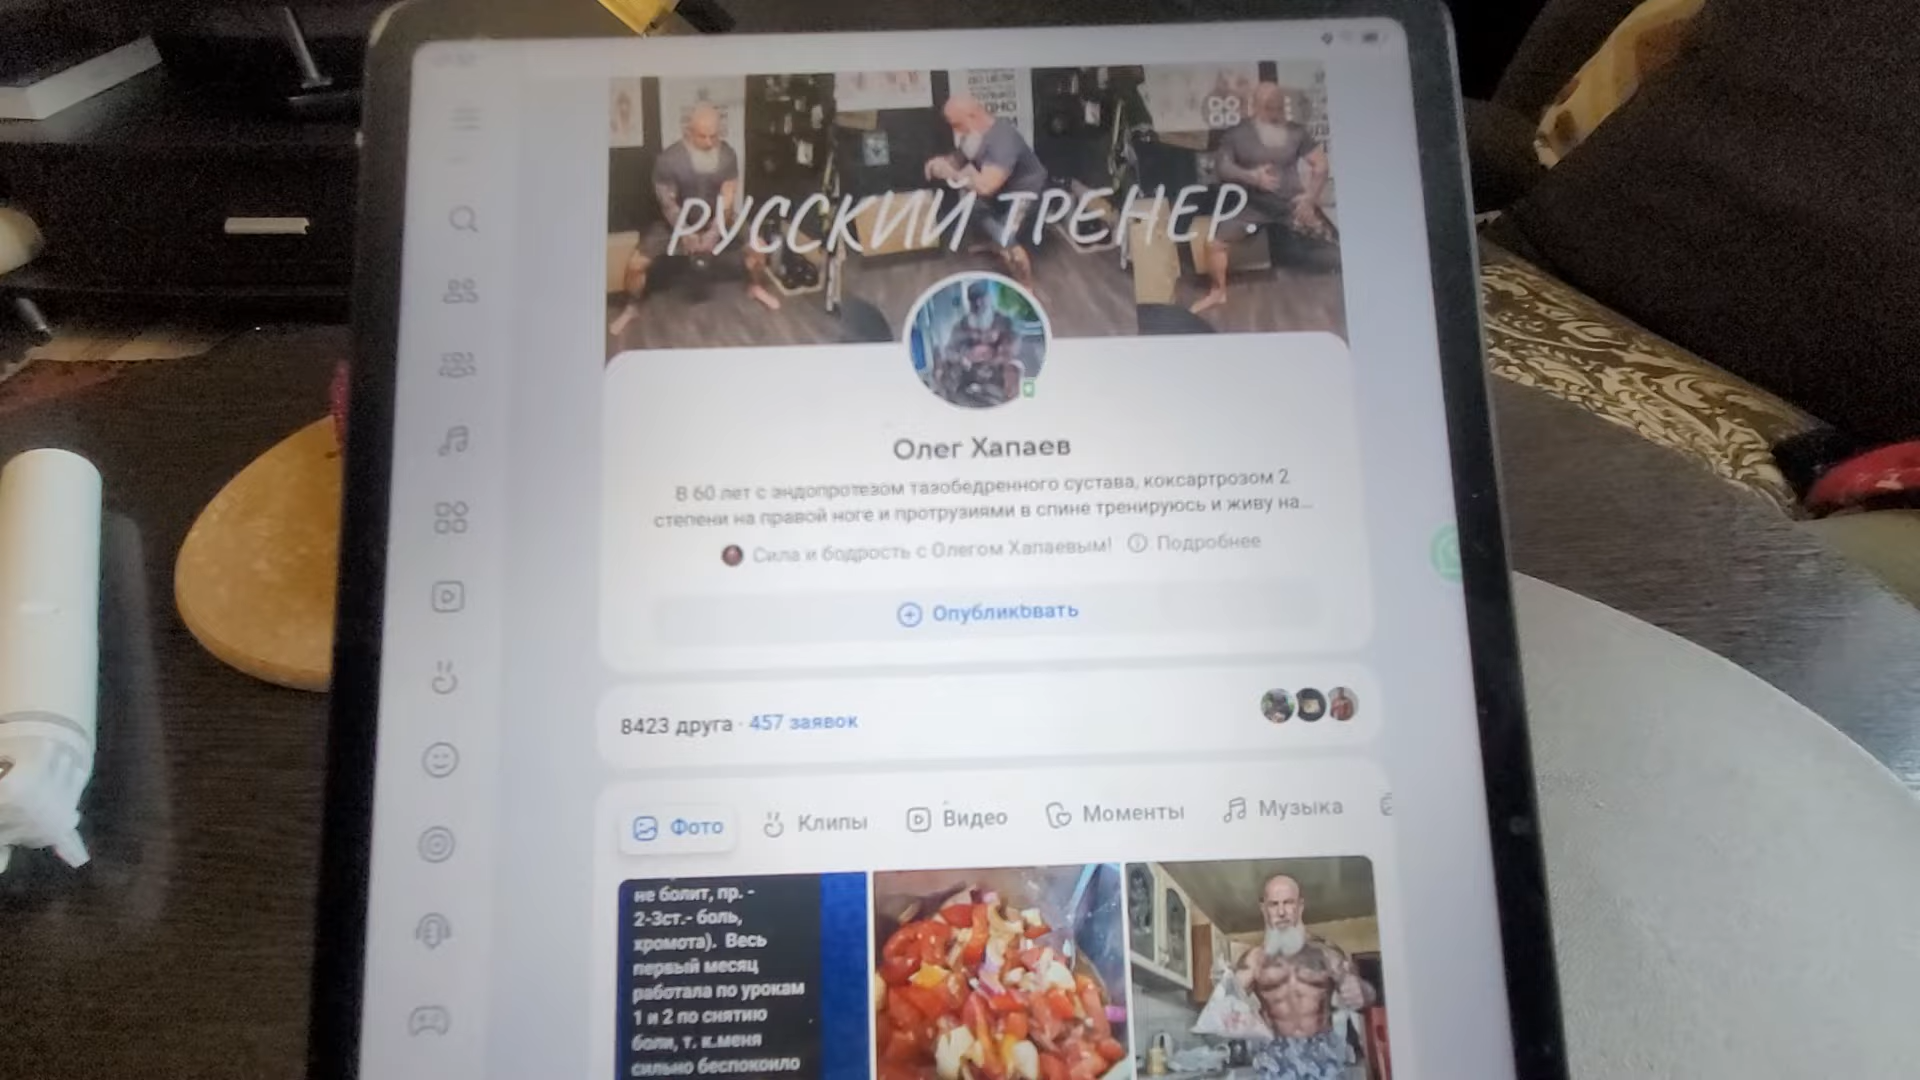 РУССКИЙ ТРЕНЕР.
Олег Хапаев
В 60 лет с эндопротезом тазобедренного сустава, коксартрозом 2
степени на правой ноге и протрузиями в спине тренируюсь и живу на...
Сила и бодрость с Олегом Хапаевым! Подробнее
Опубликовать
8423 друга · 457 заявок
Фото Клипы Видео Моменты Музыка
не болит, пр. -
2-3ст.- боль,
хромота). Весь
первый месяц
работала по урокам
1 и 2 по снятию
боли, т. к.меня
сильно беспокоило